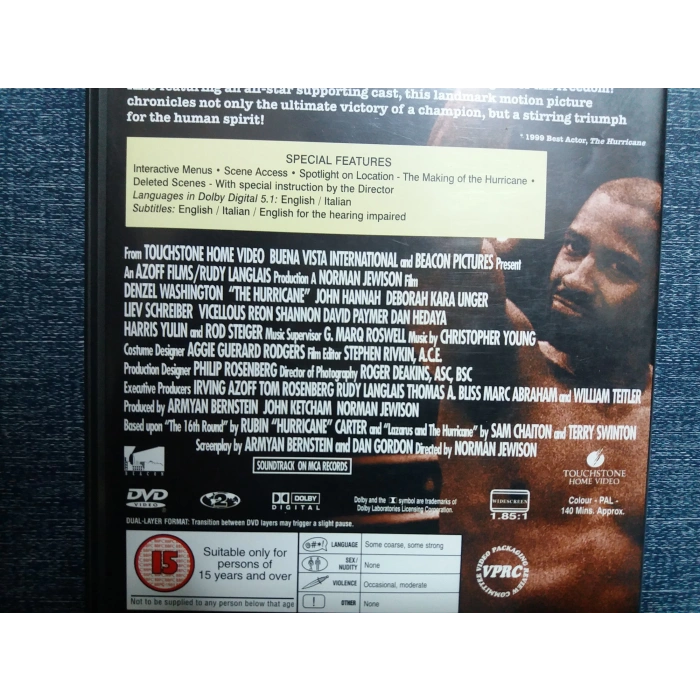 featuring an all-star supporting cast, this landmark motion picture
chronicles not only the ultimate victory of a champion, but a stirring triumph
for the human spirit!
* 1999 Best Actor, The Hurricane
SPECIAL FEATURES
Interactive Menus • Scene Access • Spotlight on Location - The Making of the Hurricane •
Deleted Scenes - With special instruction by the Director
Languages in Dolby Digital 5.1: English / Italian
Subtitles: English / Italian / English for the hearing impaired
From TOUCHSTONE HOME VIDEO BUENA VISTA INTERNATIONAL and BEACON PICTURES Present
An AZOFF FILMS/RUDY LANGLAIS Production A NORMAN JEWISON Film
DENZEL WASHINGTON "THE HURRICANE" JOHN HANNAH DEBORAH KARA UNGER
LIEV SCHREIBER VICELLOUS REON SHANNON DAVID PAYMER DAN HEDAYA
HARRIS YULIN and ROD STEIGER Music Supervisor G. MARQ ROSWELL Music by CHRISTOPHER YOUNG
Costume Designer AGGIE GUERARD RODGERS Film Editor STEPHEN RIVKIN, A.C.E.
Production Designer PHILIP ROSENBERG Director of Photography ROGER DEAKINS, ASC, BSC
Executive Producers IRVING AZOFF TOM ROSENBERG RUDY LANGLAIS THOMAS A. BLISS MARC ABRAHAM and WILLIAM TEITLER
Produced by ARMYAN BERNSTEIN JOHN KETCHAM NORMAN JEWISON
Based upon "The 16th Round" by RUBIN "HURRICANE" CARTER and "Lazarus and The Hurricane" by SAM CHAITON and TERRY SWINTON
Screenplay by ARMYAN BERNSTEIN and DAN GORDON Directed by NORMAN JEWISON
SOUNDTRACK ON MCA RECORDS
BEACON
TOUCHSTONE
HOME VIDEO
DVD
VIDEO
2
DOLBY
DIGITAL
Dolby and the symbol are trademarks of
Dolby Laboratories Licensing Corporation.
WIDESCREEN
1.85:1
Colour - PAL -
140 Mins. Approx.
DUAL-LAYER FORMAT: Transition between DVD layers may trigger a slight pause.
15
Suitable only for
persons of
15 years and over
Not to be supplied to any person below that age
@#*! LANGUAGE Some coarse, some strong
SEX/
NUDITY None
VIOLENCE Occasional, moderate
! OTHER None
VIDEO PACKAGING REVIEW COMMITTEE
VPRC